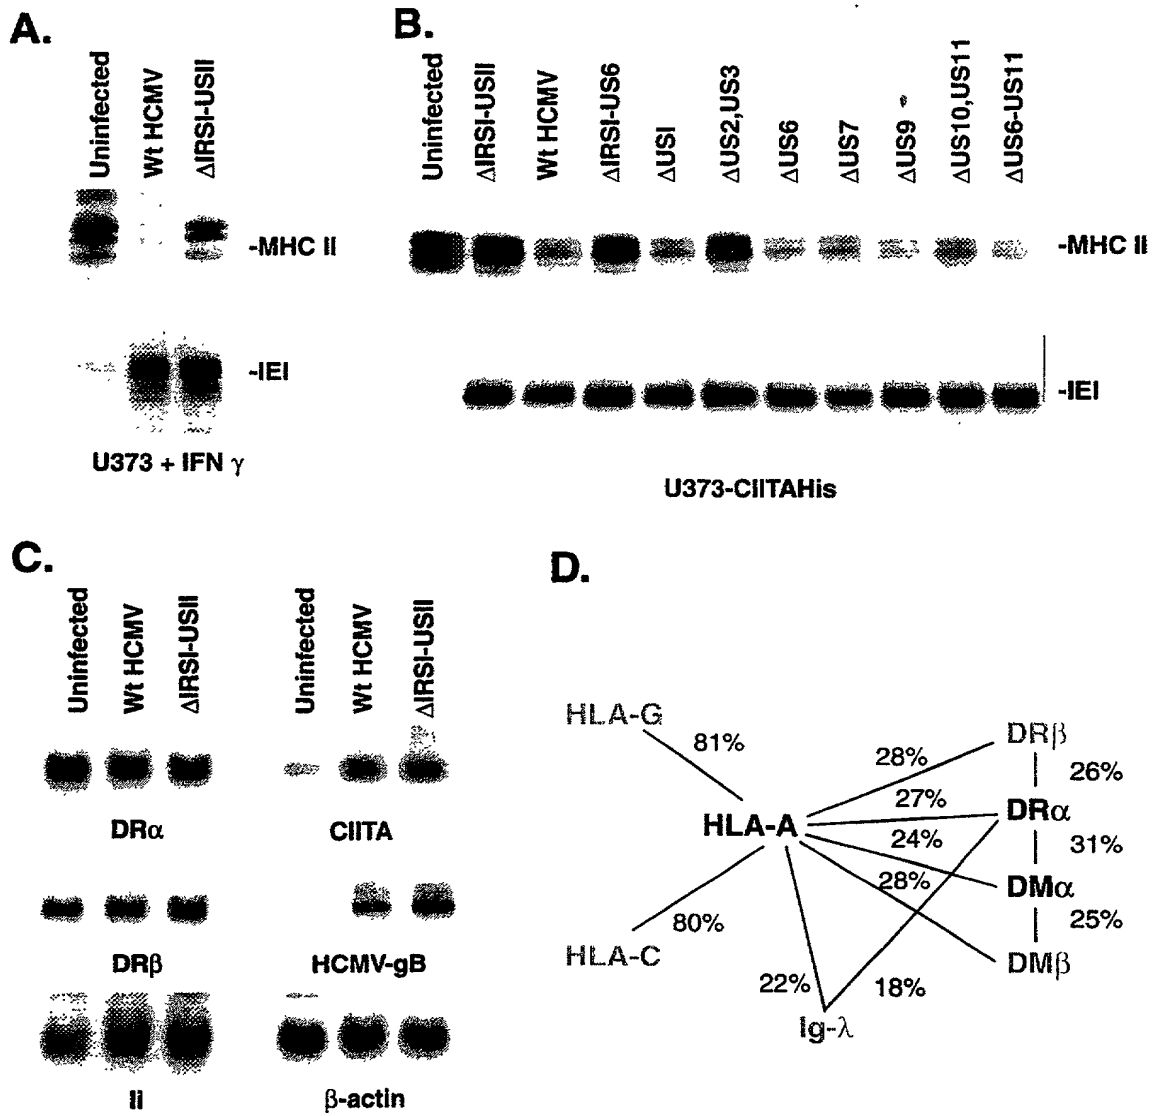 A.
Uninfected
Wt HCMV
ΔIRSI-USII
-MHC II
-IEI
U373 + IFN γ
B.
Uninfected
ΔIRSI-USII
Wt HCMV
ΔIRSI-US6
ΔUSI
ΔUS2,US3
ΔUS6
ΔUS7
ΔUS9
ΔUS10,US11
ΔUS6-US11
-MHC II
-IEI
U373-CIITAHis
C.
Uninfected
Wt HCMV
ΔIRSI-USII
Uninfected
Wt HCMV
ΔIRSI-USII
DRα
CIITA
DRβ
HCMV-gB
Ii
β-actin
D.
HLA-G
81%
HLA-A
80%
HLA-C
28%
27%
24%
28%
22%
18%
Ig-λ
DRβ
26%
DRα
31%
DMα
25%
DMβ